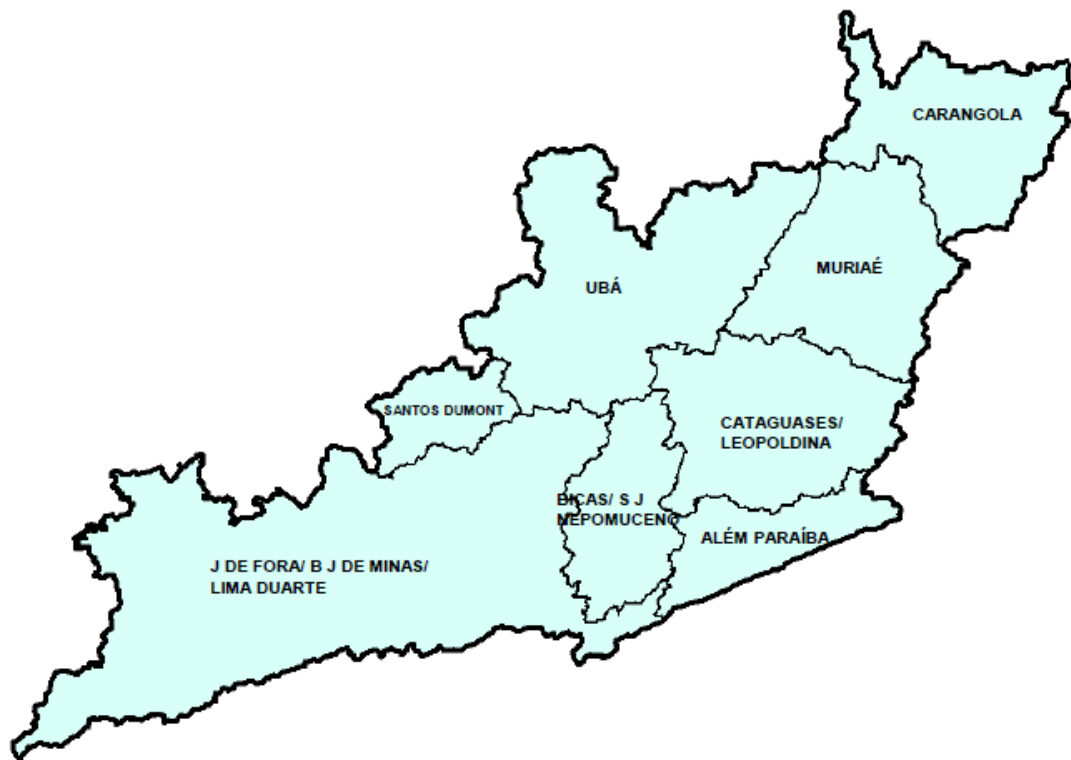 CARANGOLA
MURIAÉ
UBÁ
SANTOS DUMONT
CATAGUASES/
LEOPOLDINA
BICAS/ S J
NEPOMUCENO
ALÉM PARAÍBA
J DE FORA/ B J DE MINAS/
LIMA DUARTE